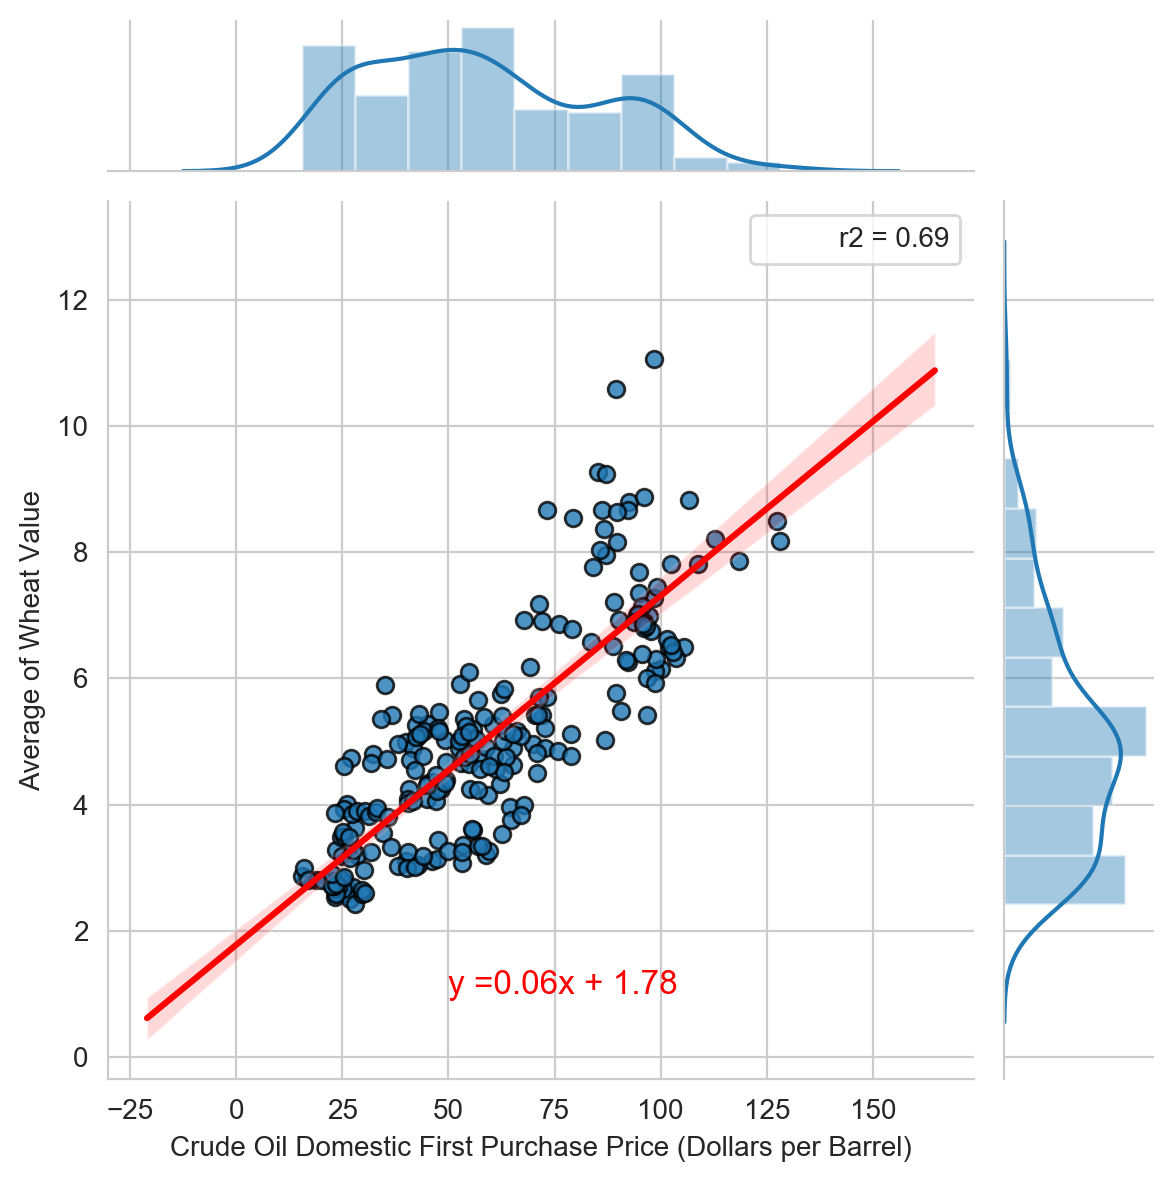 r2 = 0.69
12
10
8
6
4
2
0
Average of Wheat Value
y =0.06x + 1.78
−25 0 25 50 75 100 125 150
Crude Oil Domestic First Purchase Price (Dollars per Barrel)